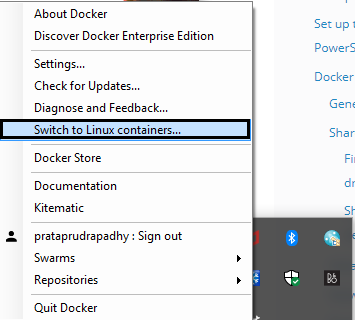 About Docker
Discover Docker Enterprise Edition
Settings...
Check for Updates...
Diagnose and Feedback...
Switch to Linux containers...
Docker Store
Documentation
Kitematic
prataprudrapadhy : Sign out
Swarms
Repositories
Quit Docker
Set up
PowerS
Docker
Gene
Shar
Fir
dr
Sh